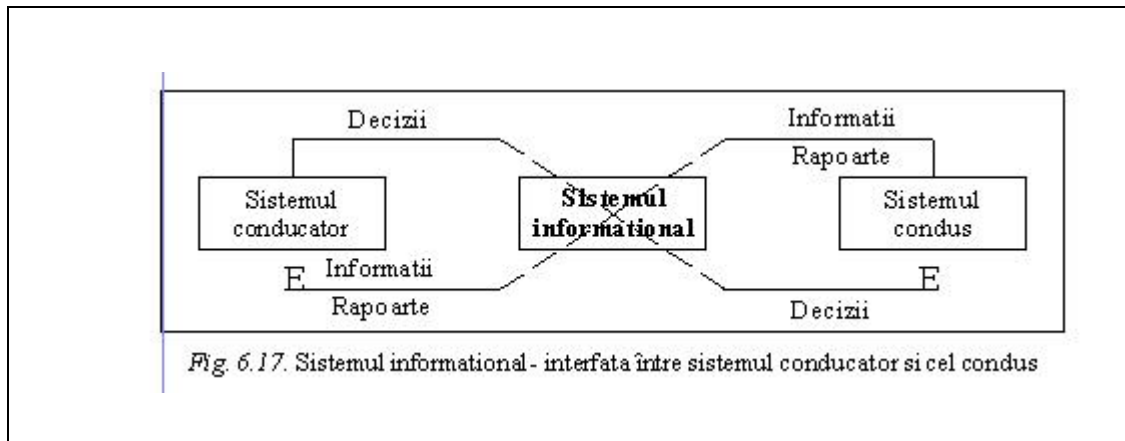 Decizii
Informatii
Rapoarte
Sistemul
conducator
Sistemul
informational
Sistemul
condus
E
Informatii
Rapoarte
E
Decizii
Fig. 6.17. Sistemul informational - interfata între sistemul conducator si cel condus